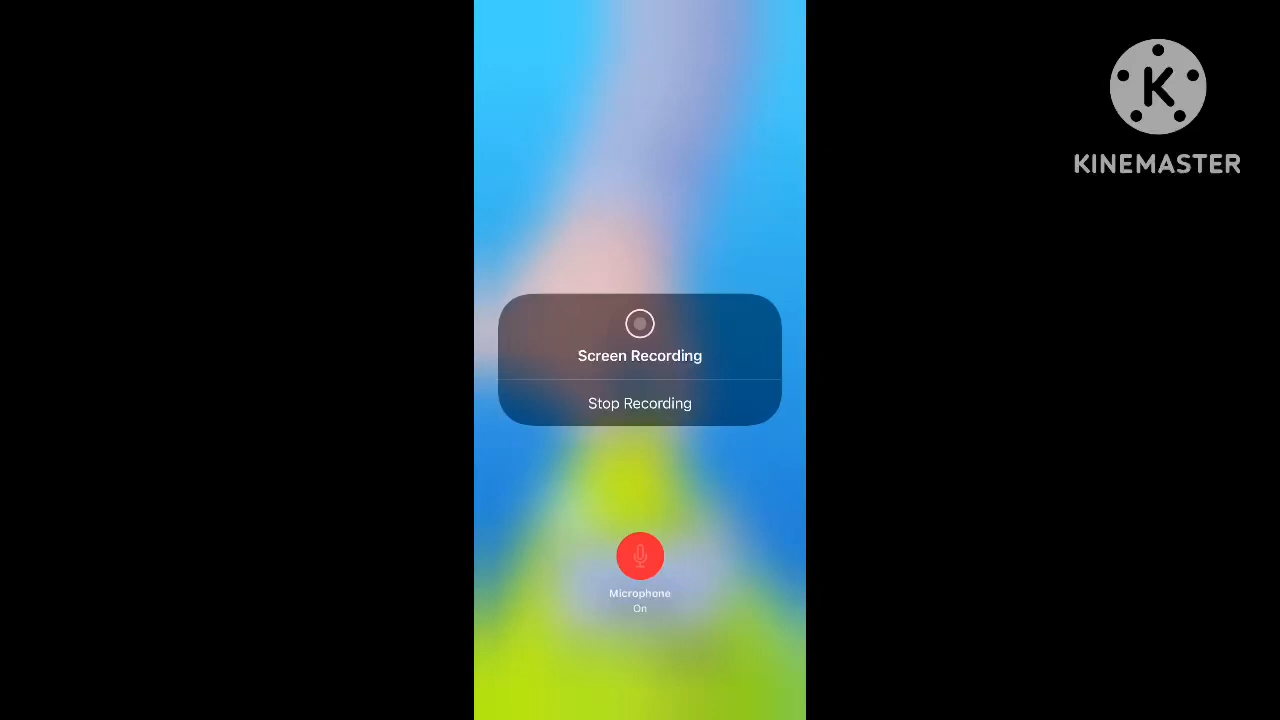 KINEMASTER
Screen Recording
Stop Recording
Microphone
On